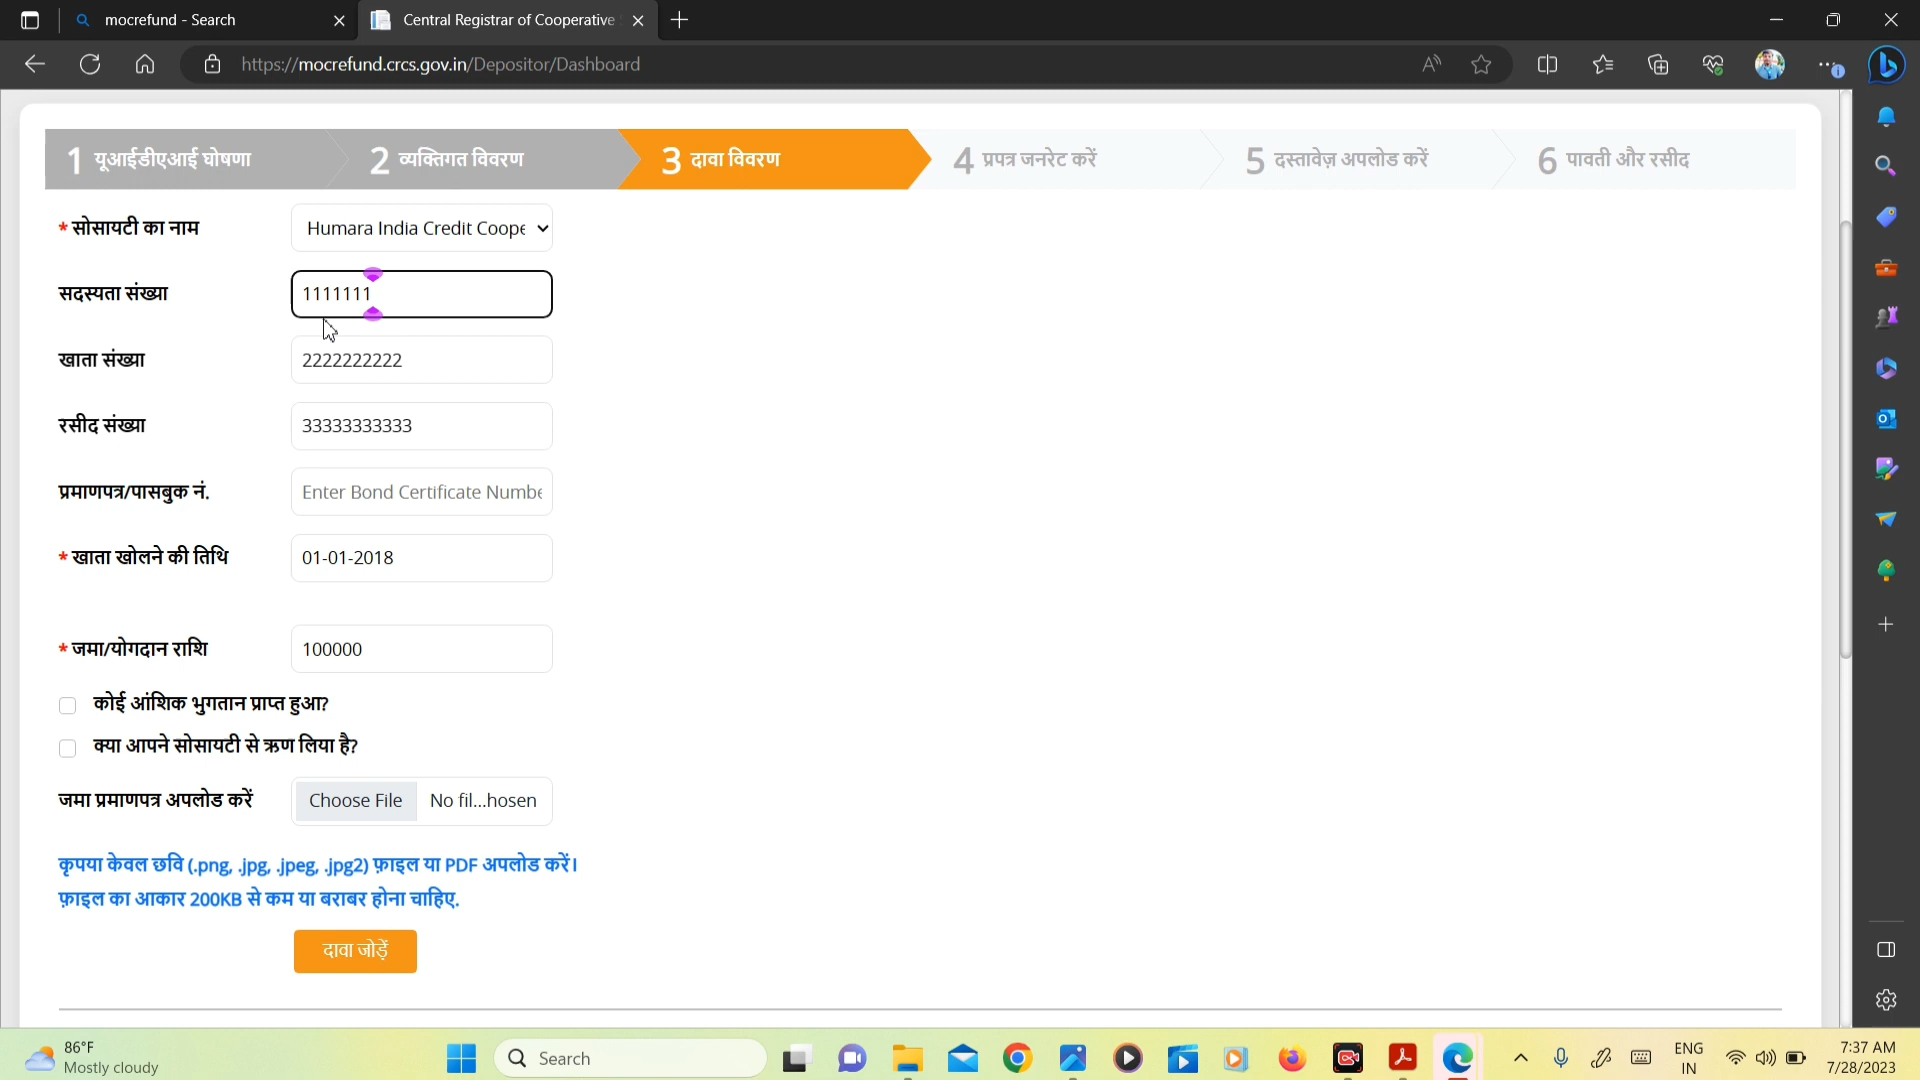 mocrefund - Search
Central Registrar of Cooperative
https://mocrefund.crcs.gov.in/Depositor/Dashboard
1 यूआईडीएआई घोषणा
2 व्यक्तिगत विवरण
3 दावा विवरण
4 प्रपत्र जनरेट करें
5 दस्तावेज़ अपलोड करें
6 पावती और रसीद
* सोसायटी का नाम Humara India Credit Coope
सदस्यता संख्या 1111111
खाता संख्या 2222222222
रसीद संख्या 33333333333
प्रमाणपत्र/पासबुक नं. Enter Bond Certificate Numbe
* खाता खोलने की तिथि 01-01-2018
* जमा/योगदान राशि 100000
कोई आंशिक भुगतान प्राप्त हुआ?
क्या आपने सोसायटी से ऋण लिया है?
जमा प्रमाणपत्र अपलोड करें Choose File No fil...hosen
कृपया केवल छवि (.png, .jpg, .jpeg, .jpg2) फ़ाइल या PDF अपलोड करें।
फ़ाइल का आकार 200KB से कम या बराबर होना चाहिए.
दावा जोड़ें
86°F
Mostly cloudy
Search
ENG
IN
7:37 AM
7/28/2023